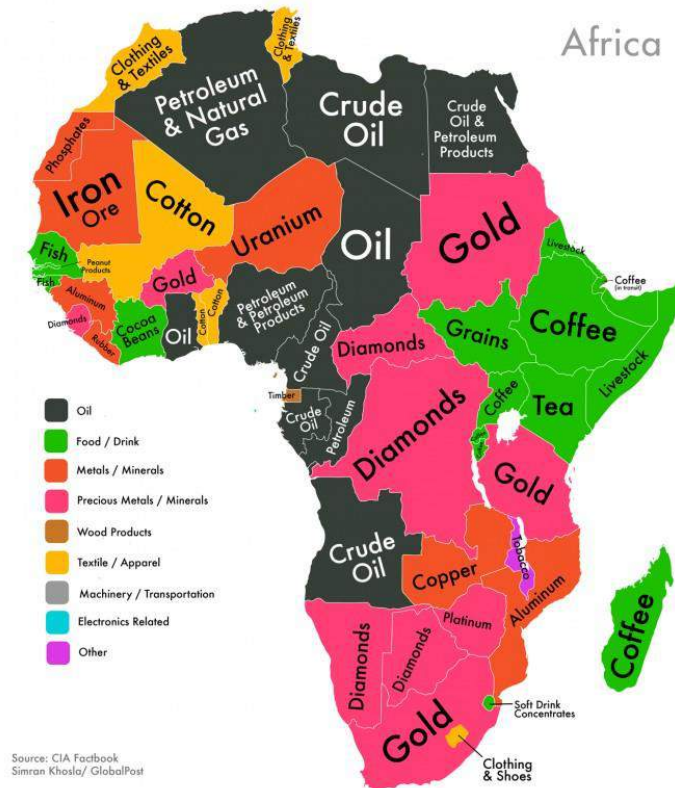 Africa
Clothing
& Textiles
Clothing
& Textiles
Petroleum
& Natural
Gas
Crude
Oil
Crude
Oil &
Petroleum
Products
Phosphates
Iron
Ore
Cotton
Uranium
Oil
Gold
Fish
Peanut
Products
Fish
Gold
Livestock
Coffee
(in transit)
Aluminum
Diamonds
Rubber
Cocoa
Beans
Oil
Cotton
Cotton
Petroleum
& Petroleum
Products
Crude Oil
Diamonds
Grains
Coffee
Livestock
Timber
Crude
Oil
Petroleum
Diamonds
Coffee
Tea
Gold
Oil
Food / Drink
Metals / Minerals
Precious Metals / Minerals
Wood Products
Textile / Apparel
Machinery / Transportation
Electronics Related
Other
Crude
Oil
Copper
Tobacco
Aluminum
Coffee
Diamonds
Diamonds
Platinum
Gold
Soft Drink
Concentrates
Clothing
& Shoes
Source: CIA Factbook
Simran Khosla/ GlobalPost